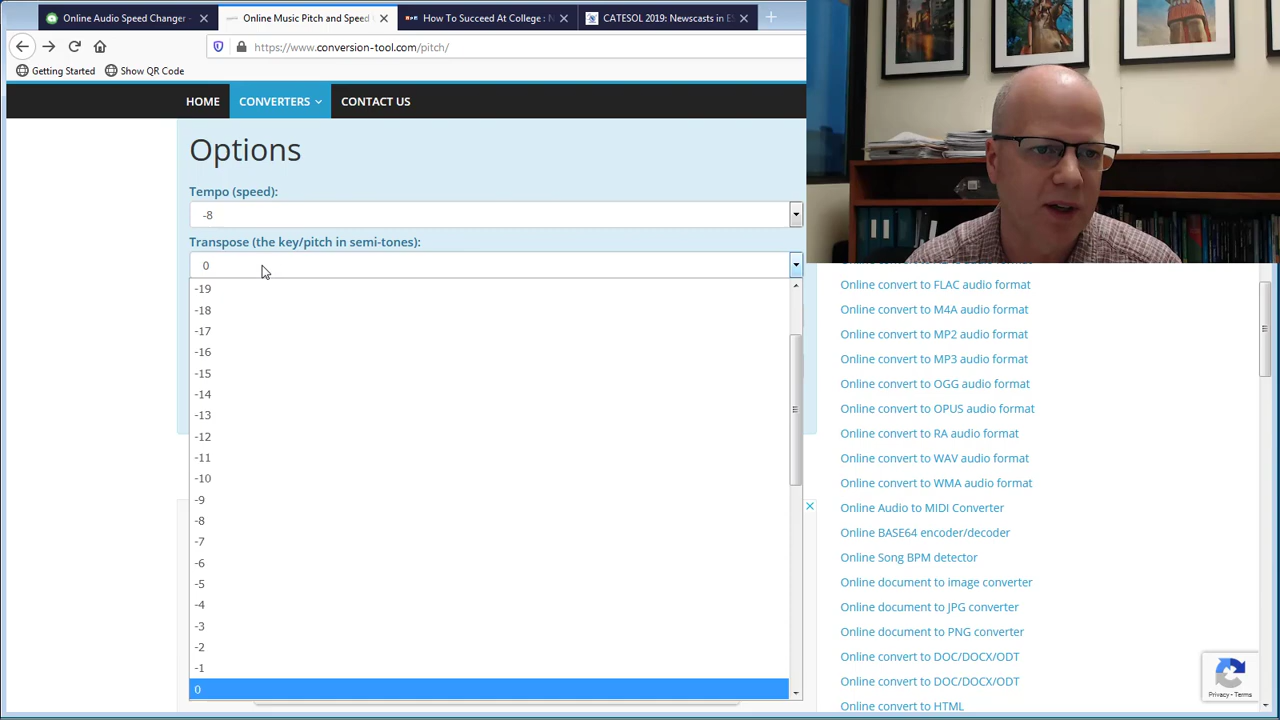 Online Audio Speed Changer -
Online Music Pitch and Speed
How To Succeed At College : N
CATESOL 2019: Newscasts in ES
https://www.conversion-tool.com/pitch/
Getting Started
Show QR Code
HOME
CONVERTERS
CONTACT US
Options
Tempo (speed):
-8
Transpose (the key/pitch in semi-tones):
0
-19
-18
-17
-16
-15
-14
-13
-12
-11
-10
-9
-8
-7
-6
-5
-4
-3
-2
-1
0
Online convert to FLAC audio format
Online convert to M4A audio format
Online convert to MP2 audio format
Online convert to MP3 audio format
Online convert to OGG audio format
Online convert to OPUS audio format
Online convert to RA audio format
Online convert to WAV audio format
Online convert to WMA audio format
Online Audio to MIDI Converter
Online BASE64 encoder/decoder
Online Song BPM detector
Online document to image converter
Online document to JPG converter
Online document to PNG converter
Online convert to DOC/DOCX/ODT
Online convert to DOC/DOCX/ODT
Online convert to HTML
Privacy - Terms